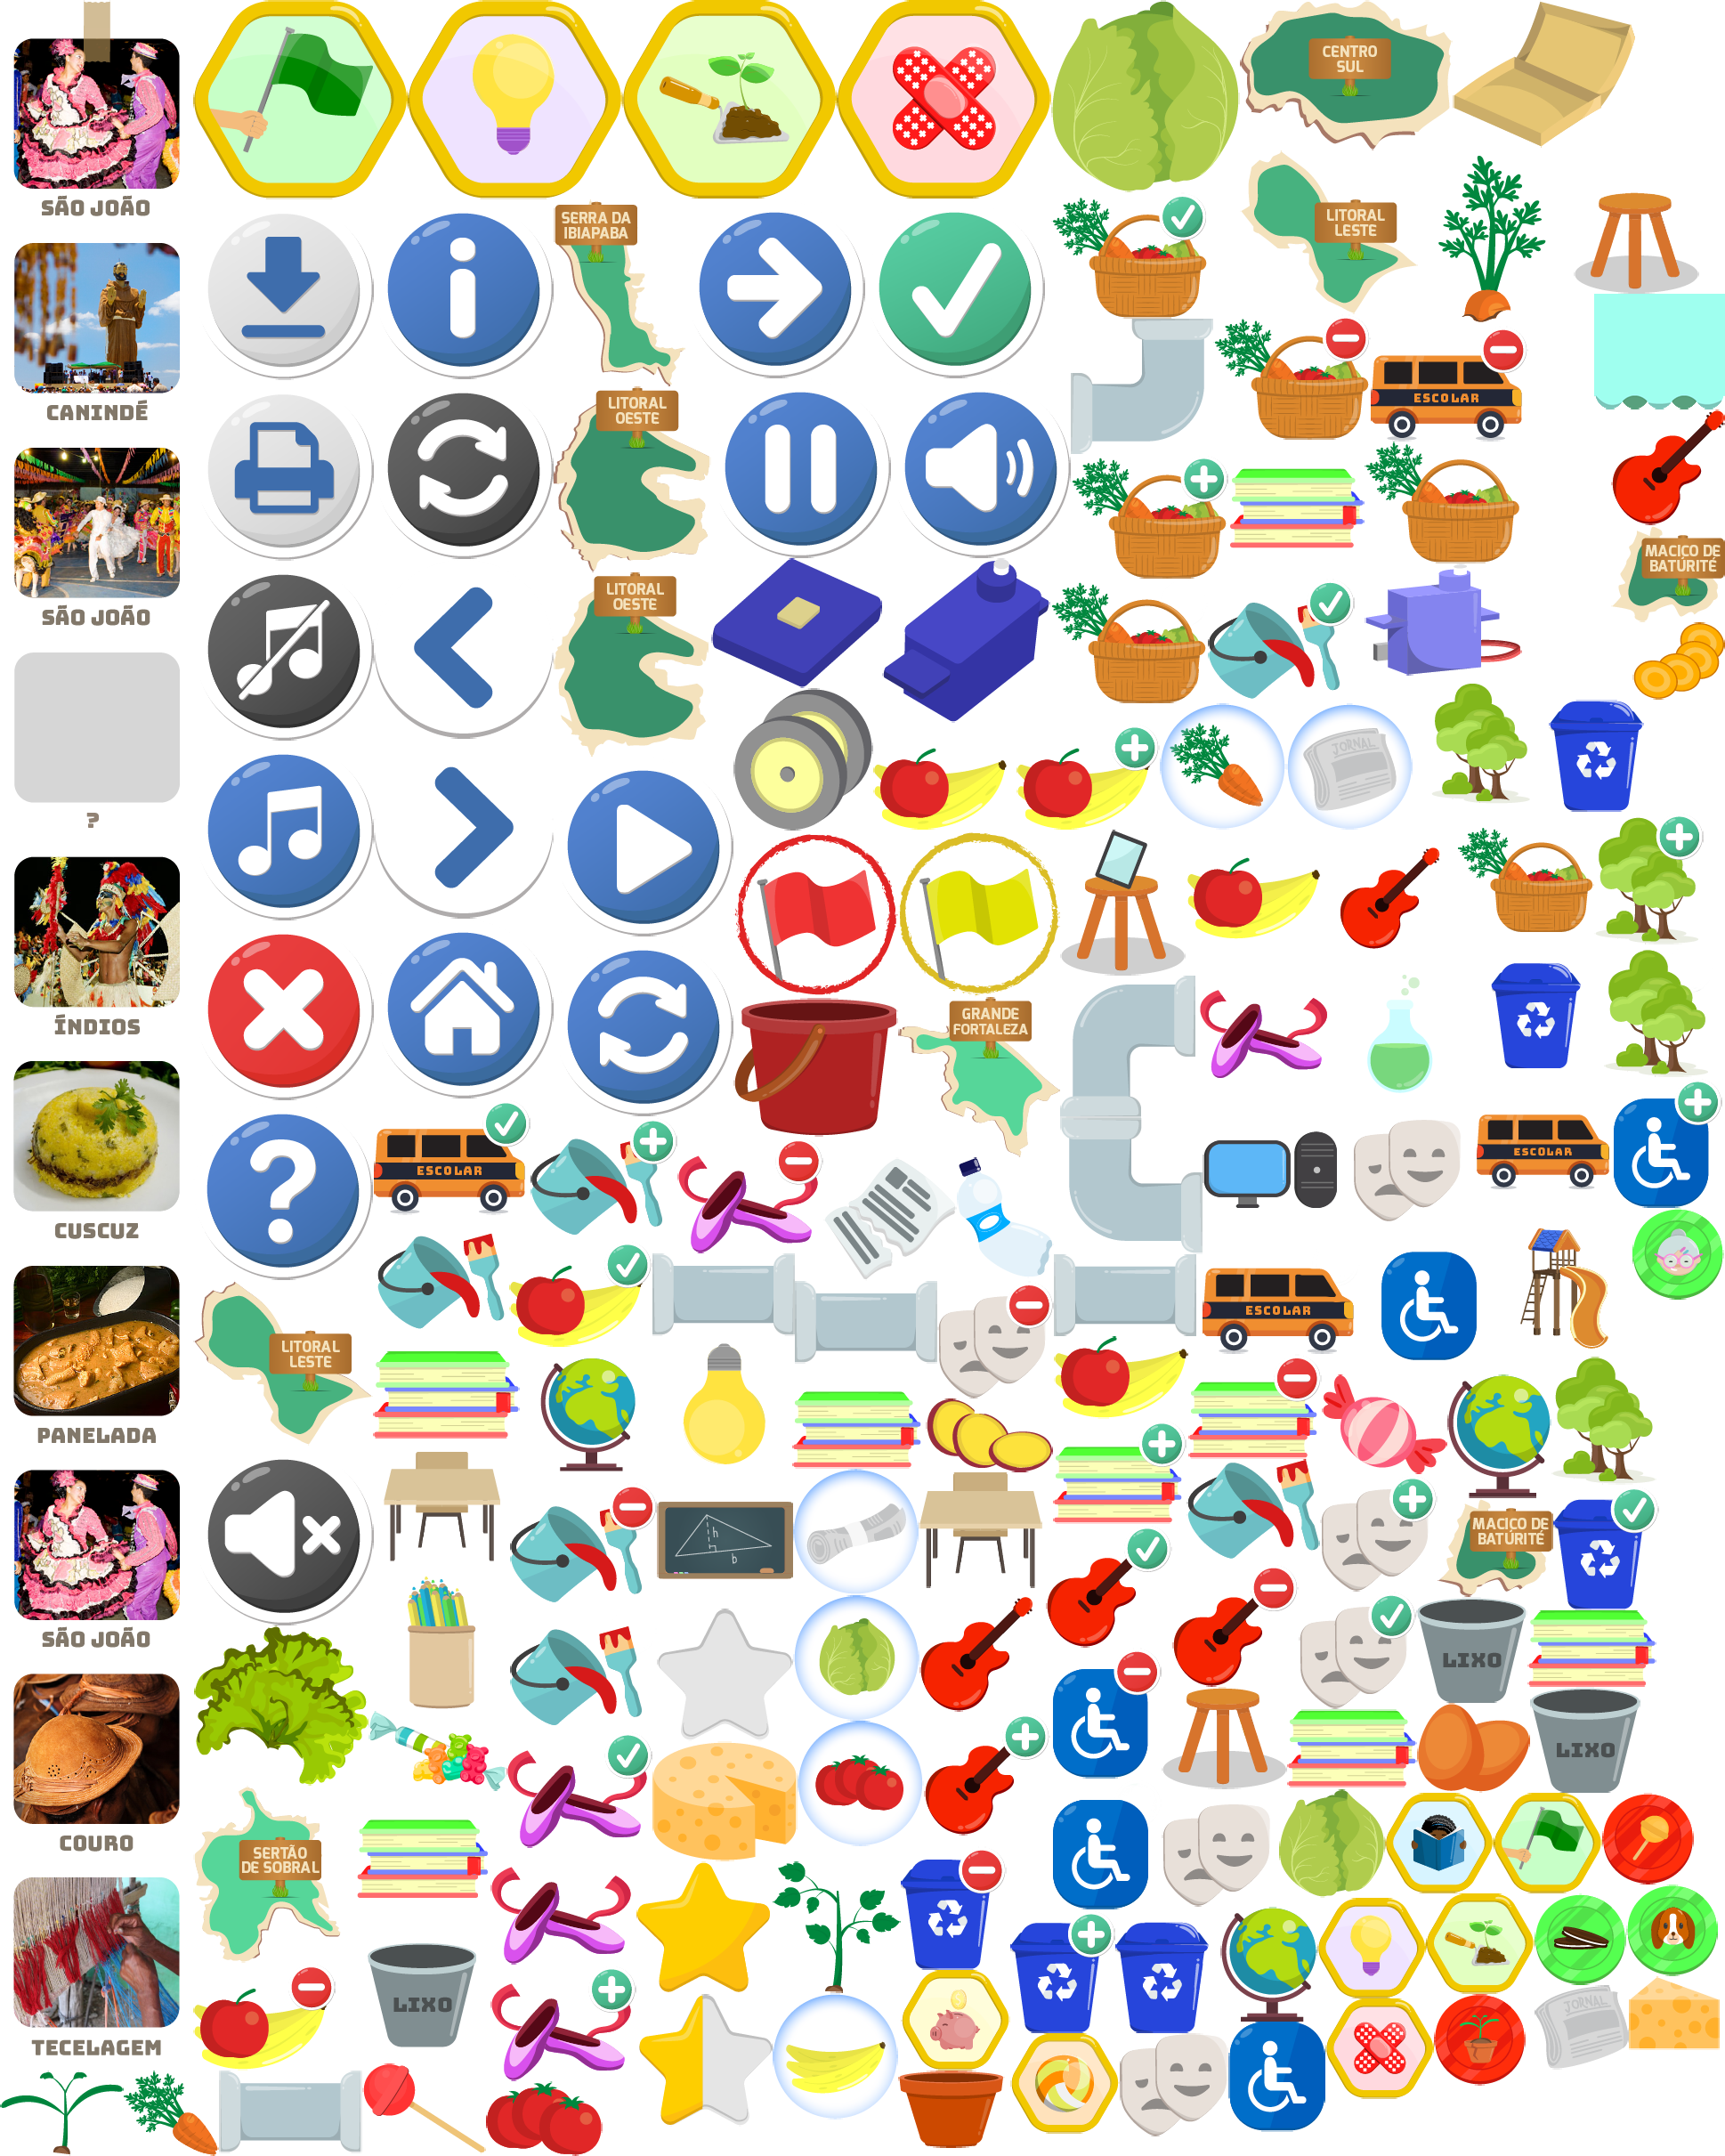 SÃO JOÃO
CANINDÉ
SÃO JOÃO
?
ÍNDIOS
CUSCUZ
PANELADA
SÃO JOÃO
COURO
TECELAGEM
CENTRO
SUL
SERRA DA
IBIAPABA
LITORAL
LESTE
ESCOLAR
LITORAL
OESTE
MACIÇO DE
BATURITÉ
LITORAL
OESTE
JORNAL
GRANDE
FORTALEZA
ESCOLAR
ESCOLAR
ESCOLAR
LITORAL
LESTE
h
h
b
MACIÇO DE
BATURITÉ
LIXO
LIXO
SERTÃO
DE SOBRAL
LIXO
JORNAL